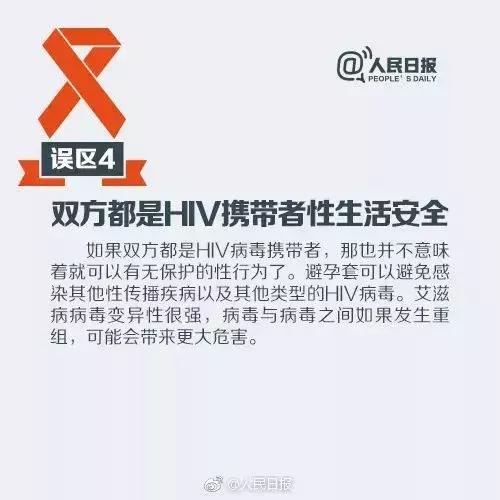 @人民日报
PEOPLE'S DAILY
误区4
双方都是HIV携带者性生活安全
如果双方都是HIV病毒携带者，那也并不意味
着就可以有无保护的性行为了。避孕套可以避免感
染其他性传播疾病以及其他类型的HIV病毒。艾滋
病病毒变异性很强，病毒与病毒之间如果发生重
组，可能会带来更大危害。
@人民日报